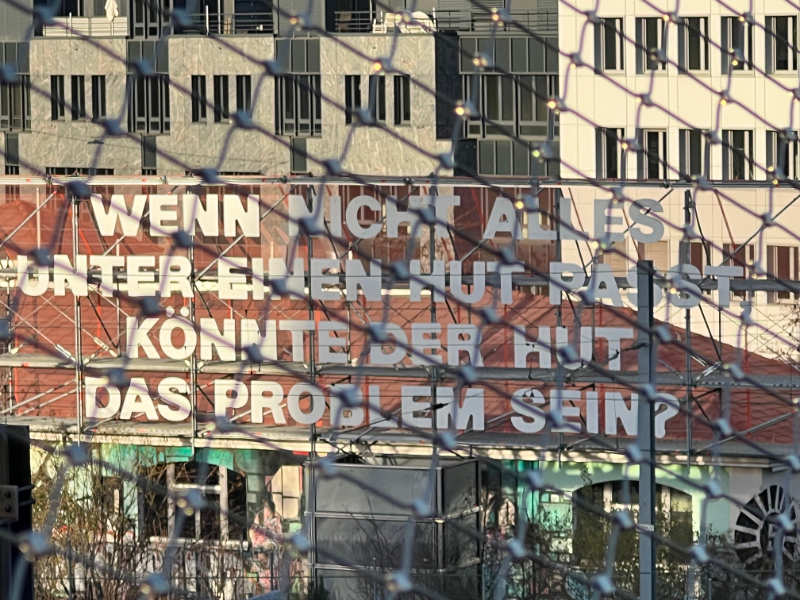 WENN NICHT ALLES
UNTER EINEN HUT PASST
KÖNNTE DER HUT
DAS PROBLEM SEIN?